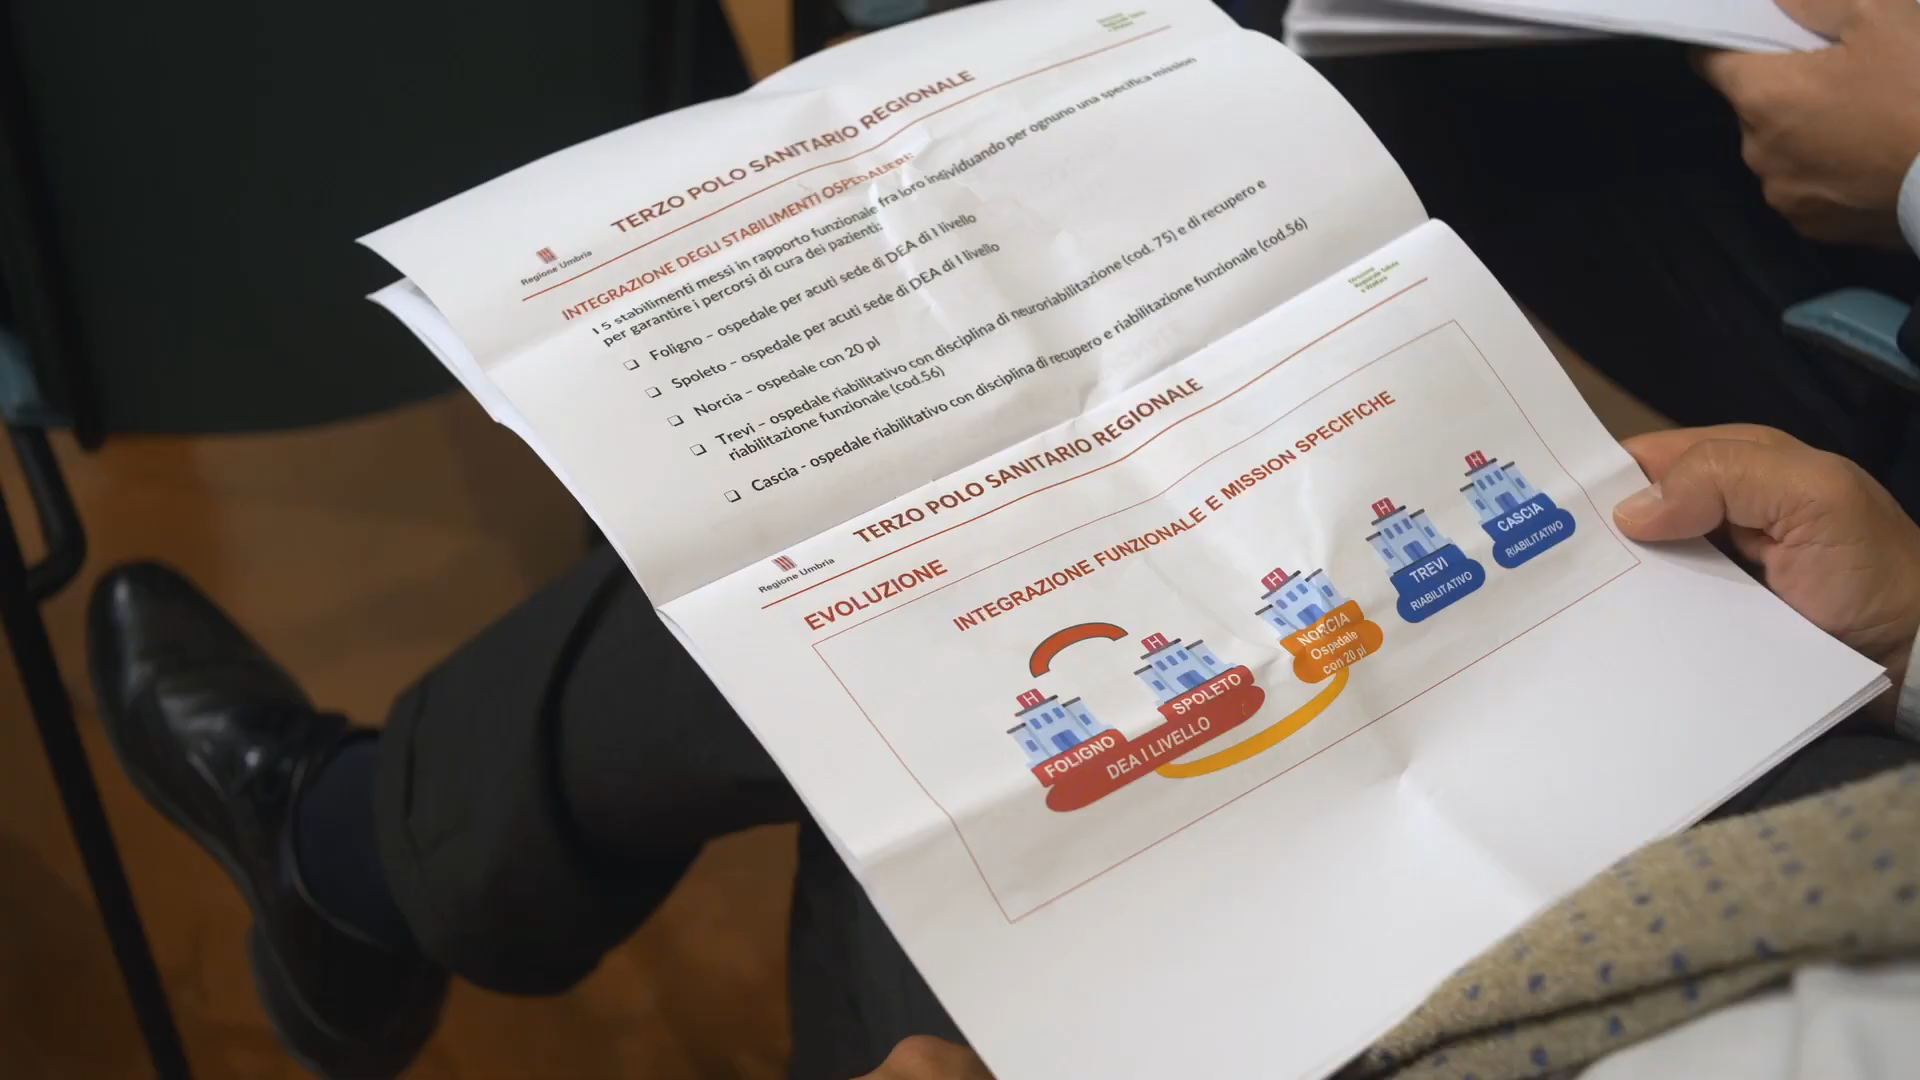 Regione Umbria
TERZO POLO SANITARIO REGIONALE
INTEGRAZIONE DEGLI STABILIMENTI OSPEDALIERI:
I 5 stabilimenti messi in rapporto funzionale fra loro individuando per ognuno una specifica mission
per garantire i percorsi di cura dei pazienti:
❑ Foligno – ospedale per acuti sede di DEA di I livello
❑ Spoleto – ospedale per acuti sede di DEA di I livello
❑ Norcia – ospedale con 20 pl
❑ Trevi – ospedale riabilitativo con disciplina di neuroriabilitazione (cod. 75) e di recupero e
riabilitazione funzionale (cod.56)
❑ Cascia - ospedale riabilitativo con disciplina di recupero e riabilitazione funzionale (cod.56)
Regione Umbria
TERZO POLO SANITARIO REGIONALE
Direzione
Regionale Salute
e Welfare
EVOLUZIONE
INTEGRAZIONE FUNZIONALE E MISSION SPECIFICHE
H
FOLIGNO
H
SPOLETO
DEA I LIVELLO
H
NORCIA
Ospedale
con 20 pl
H
TREVI
RIABILITATIVO
H
CASCIA
RIABILITATIVO